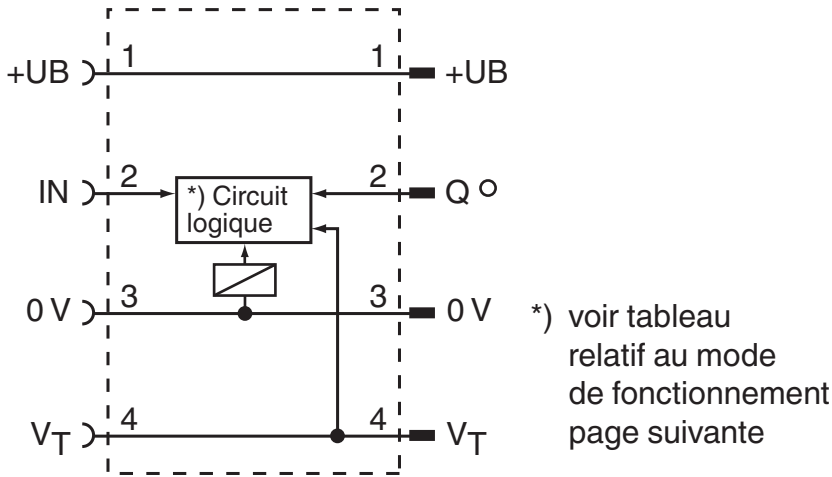 +UB 1 1 +UB
IN 2 *) Circuit 2 Q
logique
0 V 3 3 0 V
*) voir tableau
relatif au mode
de fonctionnement
page suivante
VT 4 4 VT